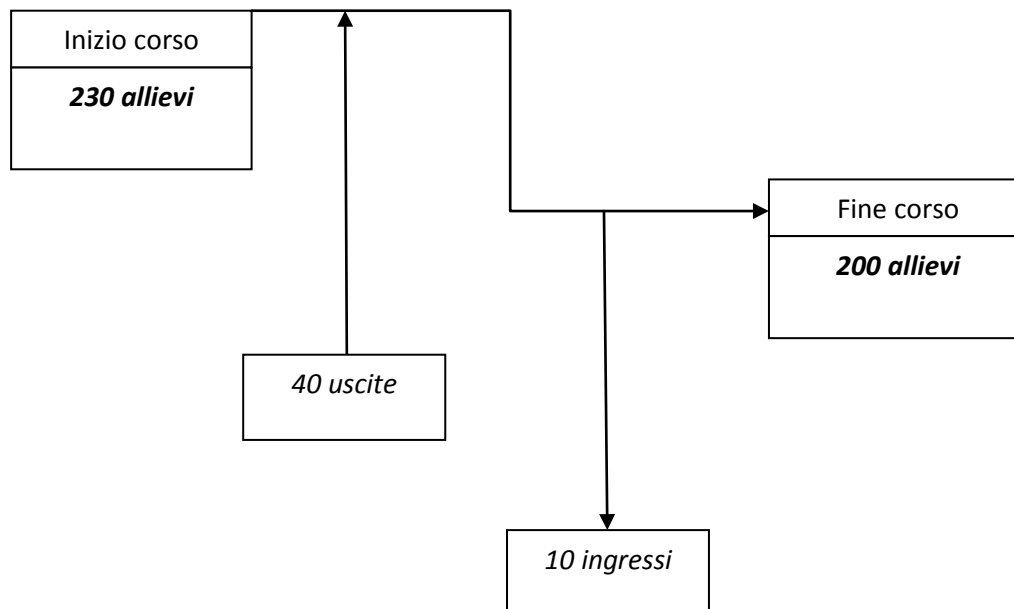 Inizio corso
230 allievi
Fine corso
200 allievi
40 uscite
10 ingressi